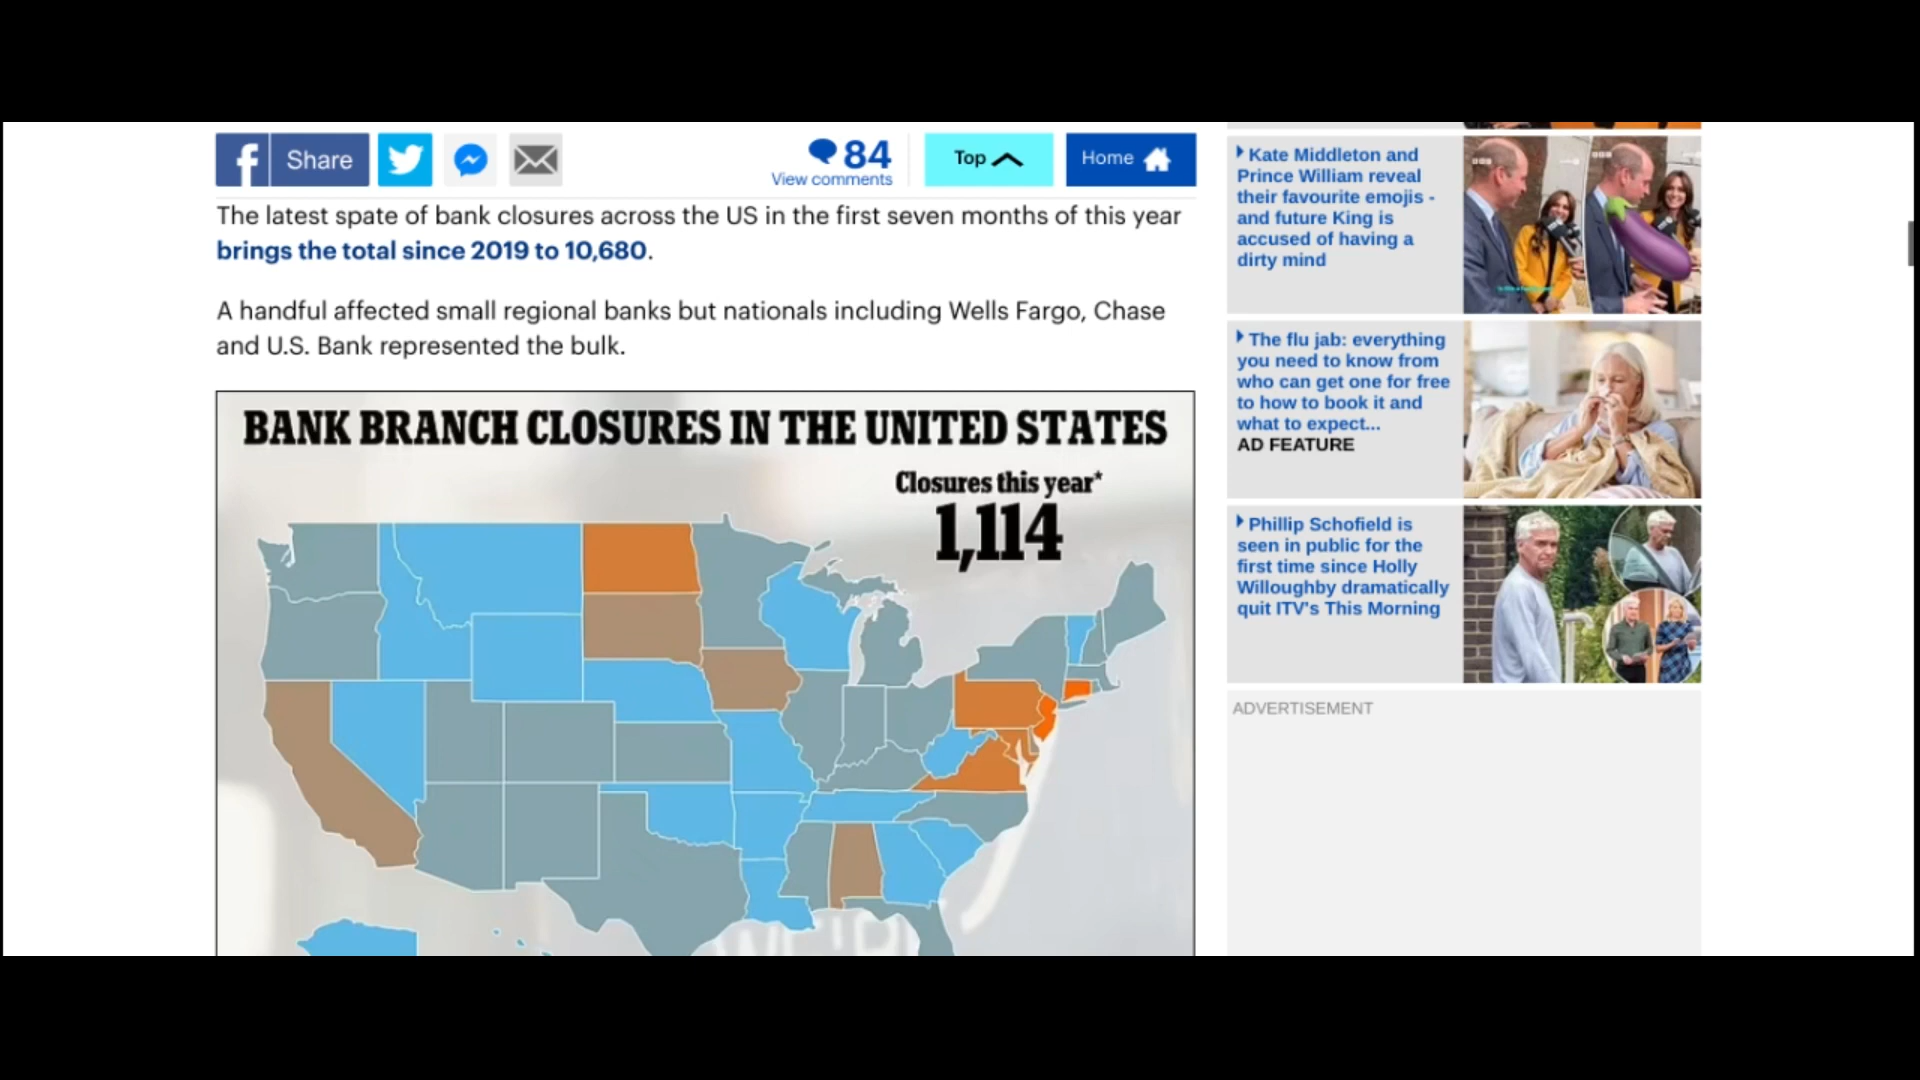 Share
84
View comments
Top
Home
The latest spate of bank closures across the US in the first seven months of this year
brings the total since 2019 to 10,680.
A handful affected small regional banks but nationals including Wells Fargo, Chase
and U.S. Bank represented the bulk.
BANK BRANCH CLOSURES IN THE UNITED STATES
Closures this year*
1,114
Kate Middleton and
Prince William reveal
their favourite emojis -
and future King is
accused of having a
dirty mind
The flu jab: everything
you need to know from
who can get one for free
to how to book it and
what to expect...
AD FEATURE
Phillip Schofield is
seen in public for the
first time since Holly
Willoughby dramatically
quit ITV's This Morning
ADVERTISEMENT